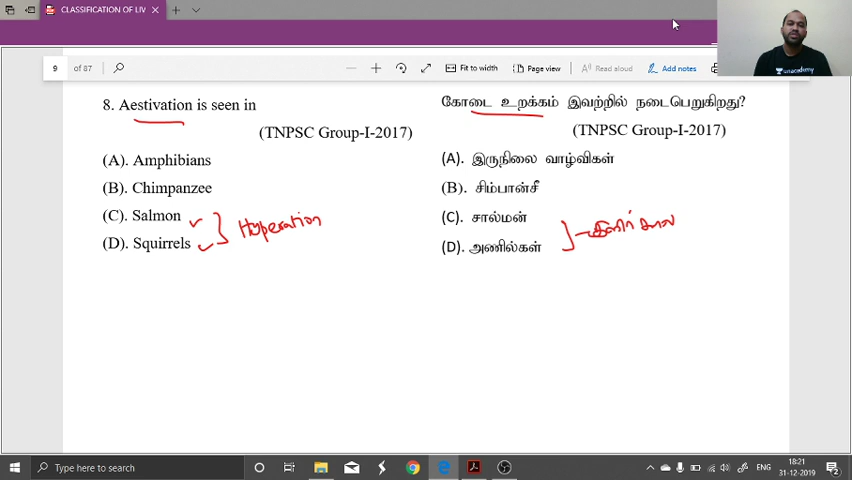 CLASSIFICATION OF LIV
9 of 87
Fit to width
Page view
Read aloud
Add notes
unacademy
8. Aestivation is seen in
(TNPSC Group-I-2017)
(A). Amphibians
(B). Chimpanzee
(C). Salmon
(D). Squirrels
Hyperation
கோடை உறக்கம் இவற்றில் நடைபெறுகிறது?
(TNPSC Group-I-2017)
(A). இருநிலை வாழ்விகள்
(B). சிம்பான்சீ
(C). சால்மன்
(D). அணில்கள்
குளிர் கால
Type here to search
ENG
18:21
31-12-2019